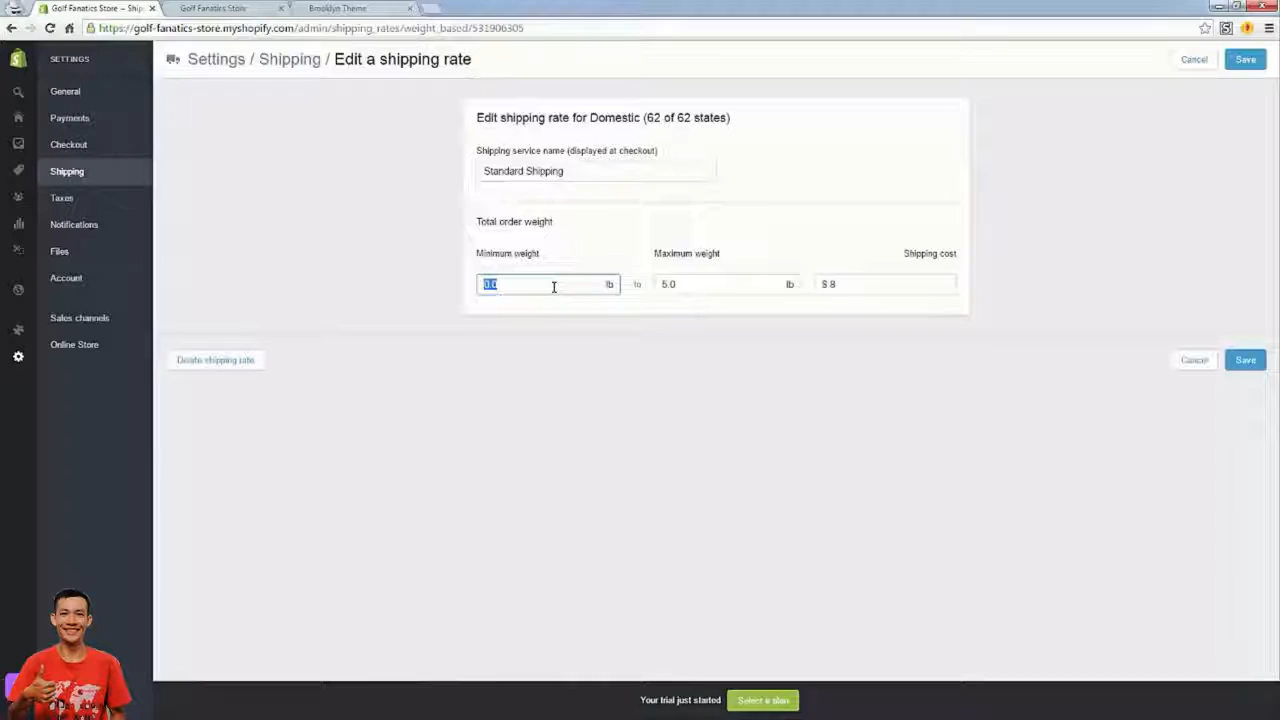 Golf Fanatics Store – Ship
Golf Fanatics Store
Brooklyn Theme
https://golf-fanatics-store.myshopify.com/admin/shipping_rates/weight_based/531906305
SETTINGS
Settings / Shipping / Edit a shipping rate
Cancel
Save
General
Payments
Checkout
Shipping
Taxes
Notifications
Files
Account
Sales channels
Online Store
Edit shipping rate for Domestic (62 of 62 states)
Shipping service name (displayed at checkout)
Standard Shipping
Total order weight
Minimum weight
Maximum weight
Shipping cost
0.0 lb to 5.0 lb $ 8
Delete shipping rate
Cancel
Save
Your trial just started
Select a plan